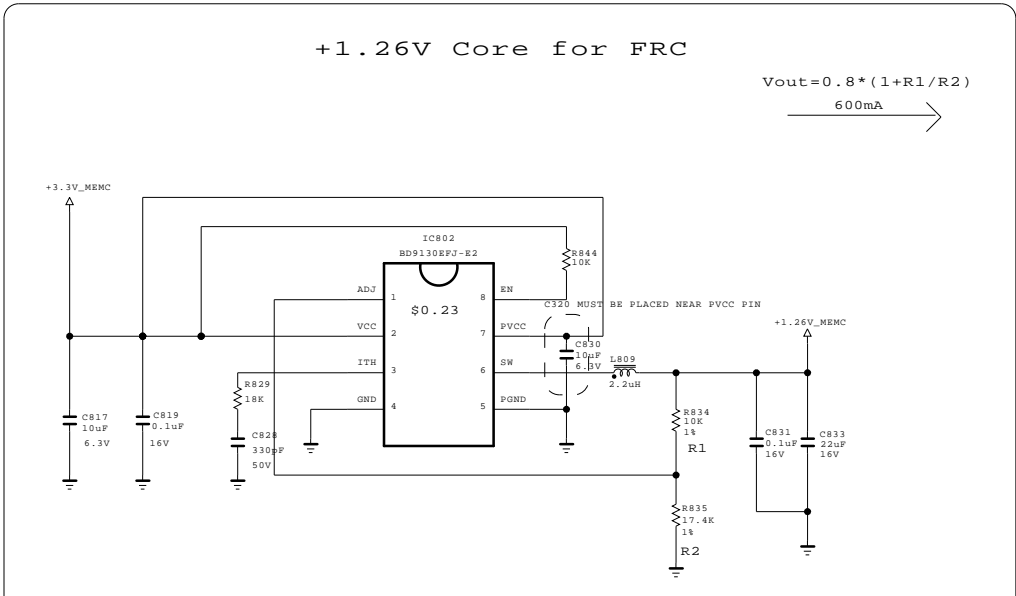 +1.26V Core for FRC
Vout=0.8*(1+R1/R2)
600mA
+3.3V_MEMC
IC802
BD9130EFJ-E2
R844
10K
ADJ
1
EN
8
$0.23
C320 MUST BE PLACED NEAR PVCC PIN
VCC
2
PVCC
7
+1.26V_MEMC
C830
10uF
6.3V
ITH
3
SW
6
L809
2.2uH
R829
18K
GND
4
PGND
5
C817
10uF
6.3V
C819
0.1uF
16V
C828
330pF
50V
R834
10K
1%
R1
C831
0.1uF
16V
C833
22uF
16V
R835
17.4K
1%
R2